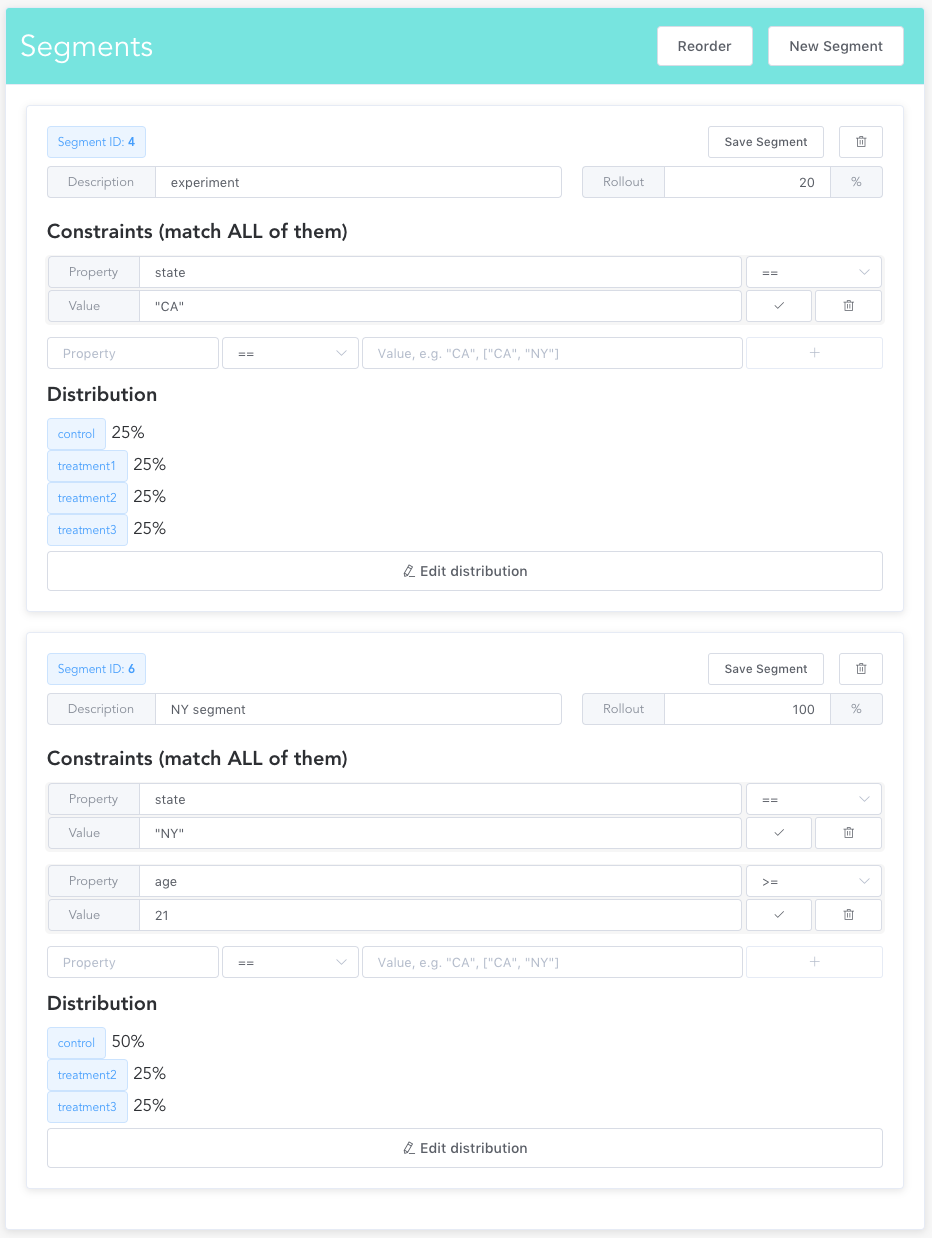 Segments Reorder New Segment
Segment ID: 4 Save Segment
Description experiment Rollout 20 %
Constraints (match ALL of them)
Property state ==
Value "CA"
Property == Value, e.g. "CA", ["CA", "NY"] +
Distribution
control 25%
treatment1 25%
treatment2 25%
treatment3 25%
Edit distribution
Segment ID: 6 Save Segment
Description NY segment Rollout 100 %
Constraints (match ALL of them)
Property state ==
Value "NY"
Property age >=
Value 21
Property == Value, e.g. "CA", ["CA", "NY"] +
Distribution
control 50%
treatment2 25%
treatment3 25%
Edit distribution